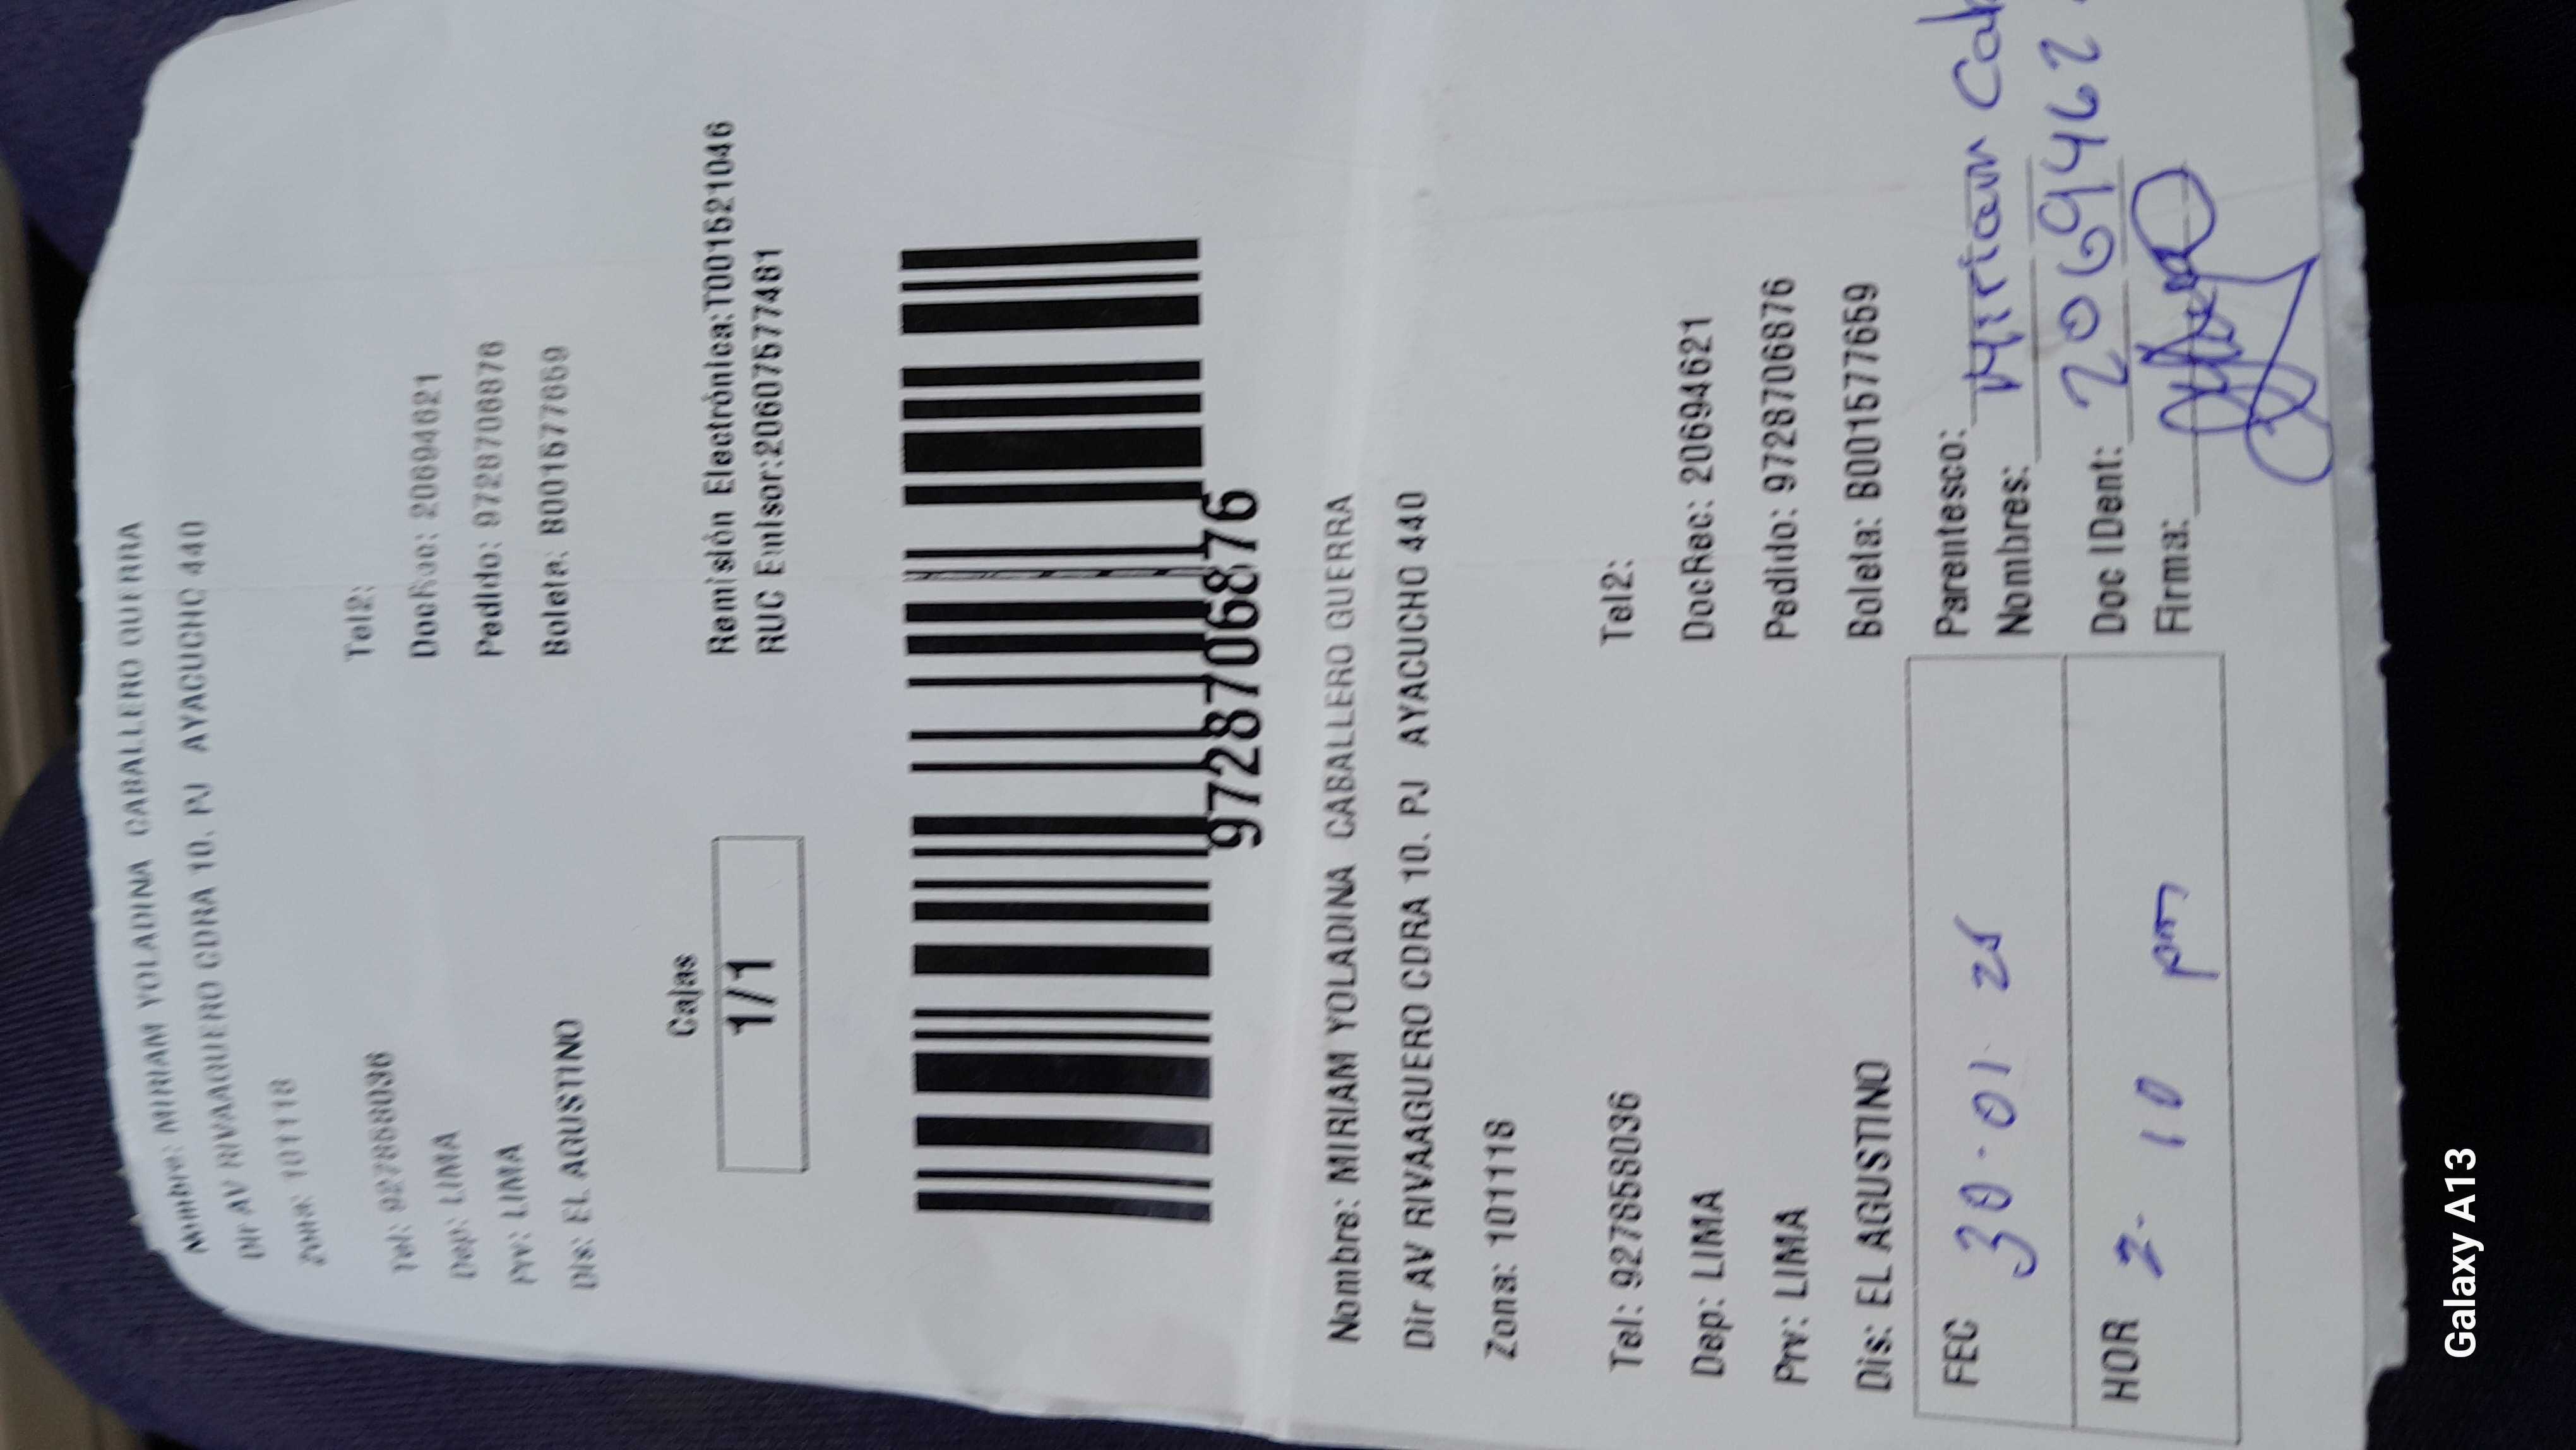 Nombre: MIRIAM YOLADINA CABALLERO GUERRA
Dir AV RIVAAGUERO CDRA 10. PJ AYACUCHO 440
Zona: 101118
Tel: 927858036 Tel2:
Dep: LIMA DocRec: 20694621
Prv: LIMA Pedido: 9728706876
Dis: EL AGUSTINO Boleta: B001577659
Cajas
1/1
Remisión Electrónica:T001521046
RUC Emisor:20607577481
9728706876
Nombre: MIRIAM YOLADINA CABALLERO GUERRA
Dir AV RIVAAGUERO CDRA 10. PJ AYACUCHO 440
Zona: 101118
Tel: 927858036 Tel2:
Dep: LIMA DocRec: 20694621
Prv: LIMA Pedido: 9728706876
Dis: EL AGUSTINO Boleta: B001577659
FEC 30-01 25 Parentesco:
Nombres: Miriam Cab
HOR 2- 10 pm Doc IDent: 2069462
Firma:
Galaxy A13